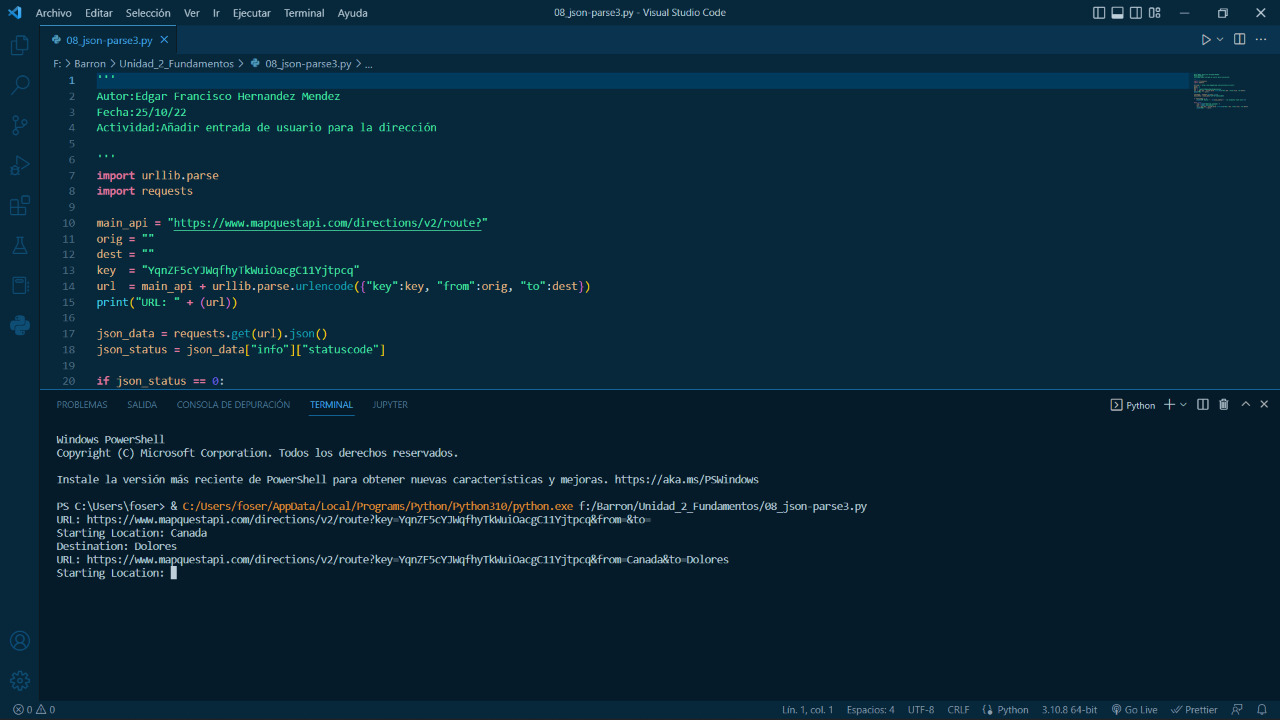 Archivo Editar Selección Ver Ir Ejecutar Terminal Ayuda 08_json-parse3.py - Visual Studio Code
08_json-parse3.py
F: > Barron > Unidad_2_Fundamentos > 08_json-parse3.py > ...
1 '''
2 Autor:Edgar Francisco Hernandez Mendez
3 Fecha:25/10/22
4 Actividad:Añadir entrada de usuario para la dirección
5
6 '''
7 import urllib.parse
8 import requests
9
10 main_api = "https://www.mapquestapi.com/directions/v2/route?"
11 orig = ""
12 dest = ""
13 key  = "YqnZF5cYJWqfhyTkWuiOacgC11Yjtpcq"
14 url  = main_api + urllib.parse.urlencode({"key":key, "from":orig, "to":dest})
15 print("URL: " + (url))
16
17 json_data = requests.get(url).json()
18 json_status = json_data["info"]["statuscode"]
19
20 if json_status == 0:
PROBLEMAS SALIDA CONSOLA DE DEPURACIÓN TERMINAL JUPYTER Python
Windows PowerShell
Copyright (C) Microsoft Corporation. Todos los derechos reservados.
Instale la versión más reciente de PowerShell para obtener nuevas características y mejoras. https://aka.ms/PSWindows
PS C:\Users\foser> & C:/Users/foser/AppData/Local/Programs/Python/Python310/python.exe f:/Barron/Unidad_2_Fundamentos/08_json-parse3.py
URL: https://www.mapquestapi.com/directions/v2/route?key=YqnZF5cYJWqfhyTkWuiOacgC11Yjtpcq&from=&to=
Starting Location: Canada
Destination: Dolores
URL: https://www.mapquestapi.com/directions/v2/route?key=YqnZF5cYJWqfhyTkWuiOacgC11Yjtpcq&from=Canada&to=Dolores
Starting Location:
0 0 Lín. 1, col. 1 Espacios: 4 UTF-8 CRLF Python 3.10.8 64-bit Go Live Prettier